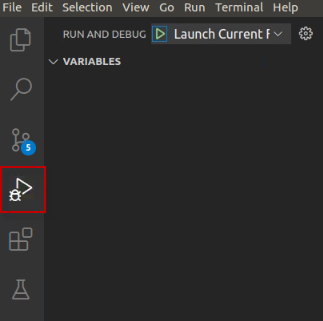 File Edit Selection View Go Run Terminal Help
RUN AND DEBUG Launch Current F
VARIABLES
5